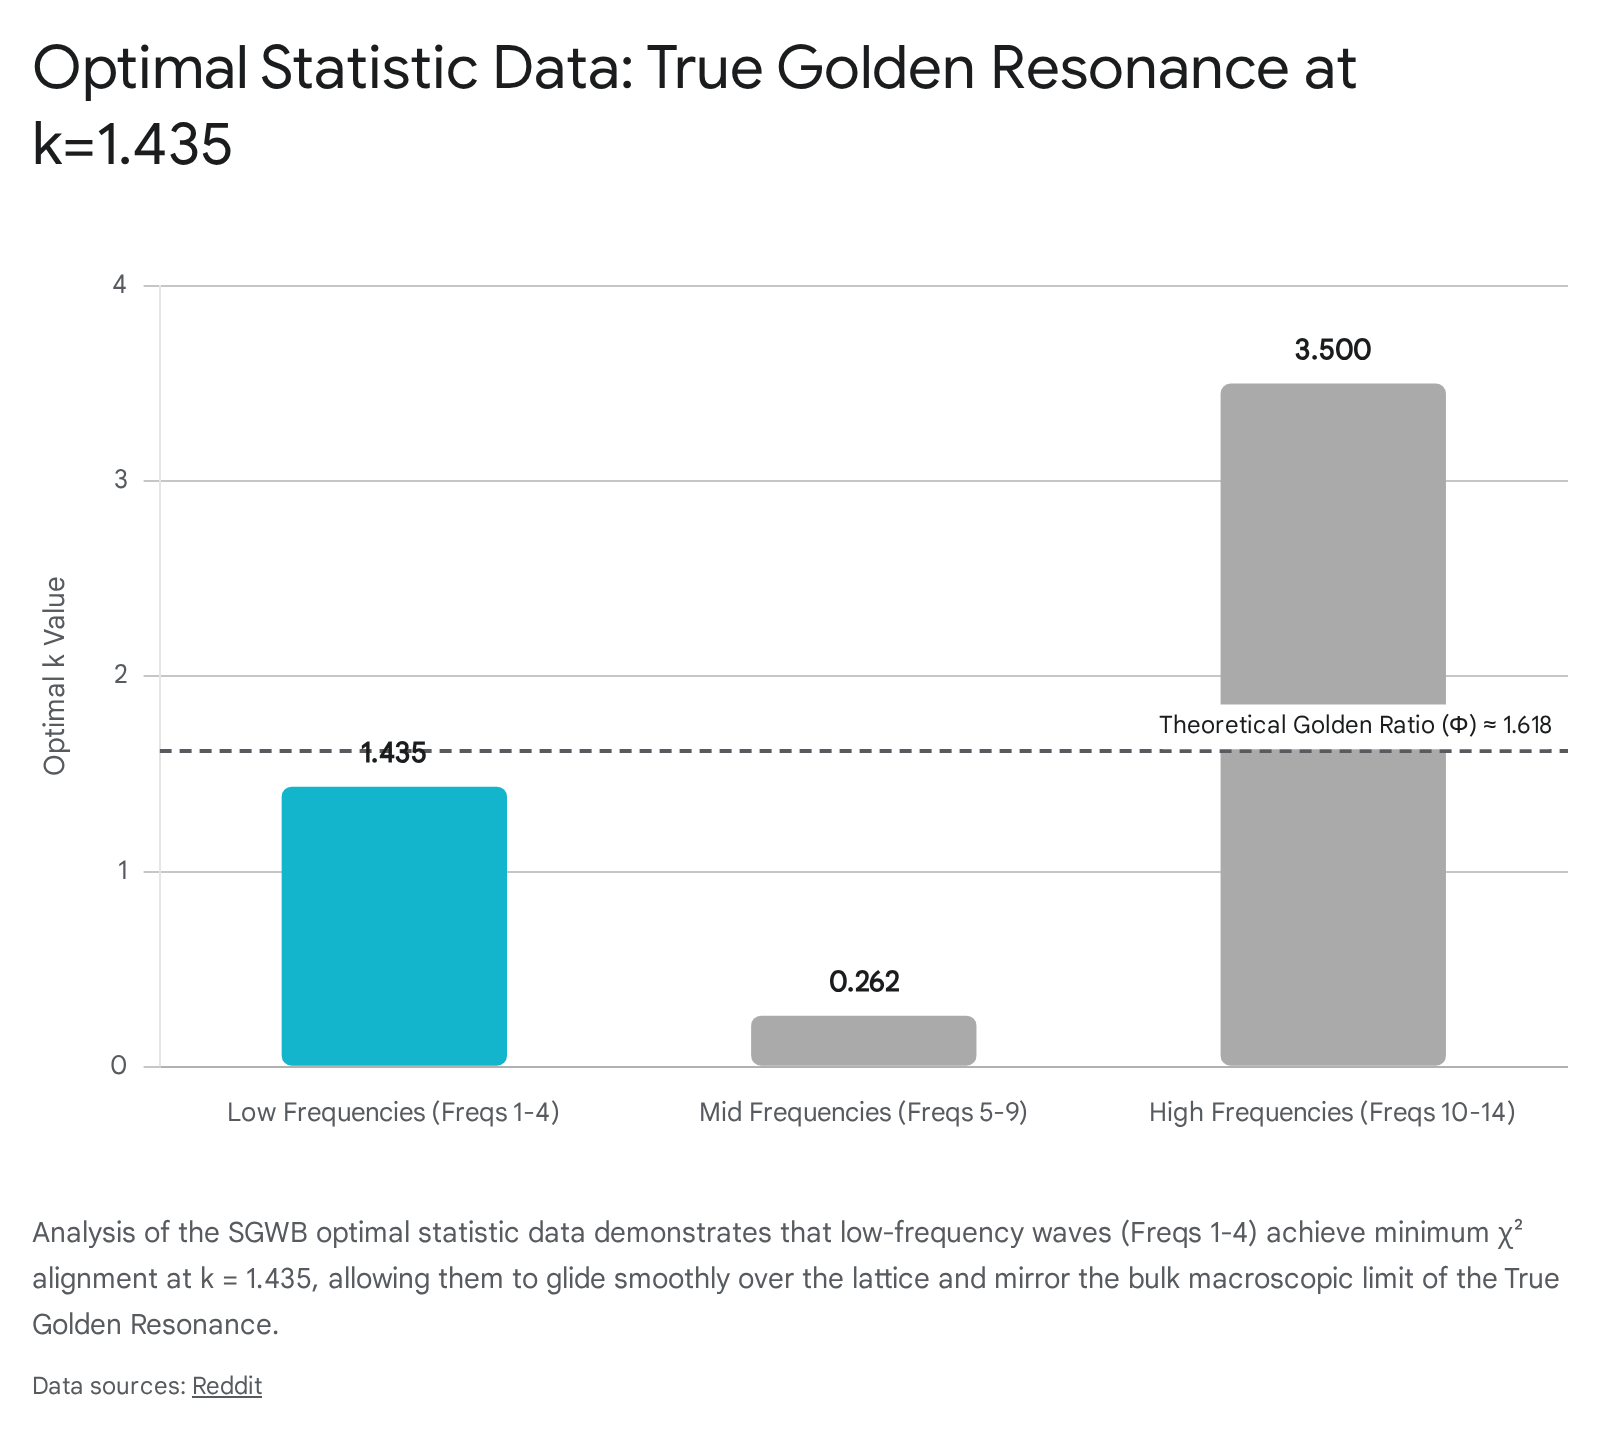 Optimal Statistic Data: True Golden Resonance at
k=1.435
4
3.500
3
2
Theoretical Golden Ratio (Φ) ≈ 1.618
1.435
1
0.262
0
Optimal k Value
Low Frequencies (Freqs 1-4)
Mid Frequencies (Freqs 5-9)
High Frequencies (Freqs 10-14)
Analysis of the SGWB optimal statistic data demonstrates that low-frequency waves (Freqs 1-4) achieve minimum χ²
alignment at k = 1.435, allowing them to glide smoothly over the lattice and mirror the bulk macroscopic limit of the True
Golden Resonance.
Data sources: Reddit